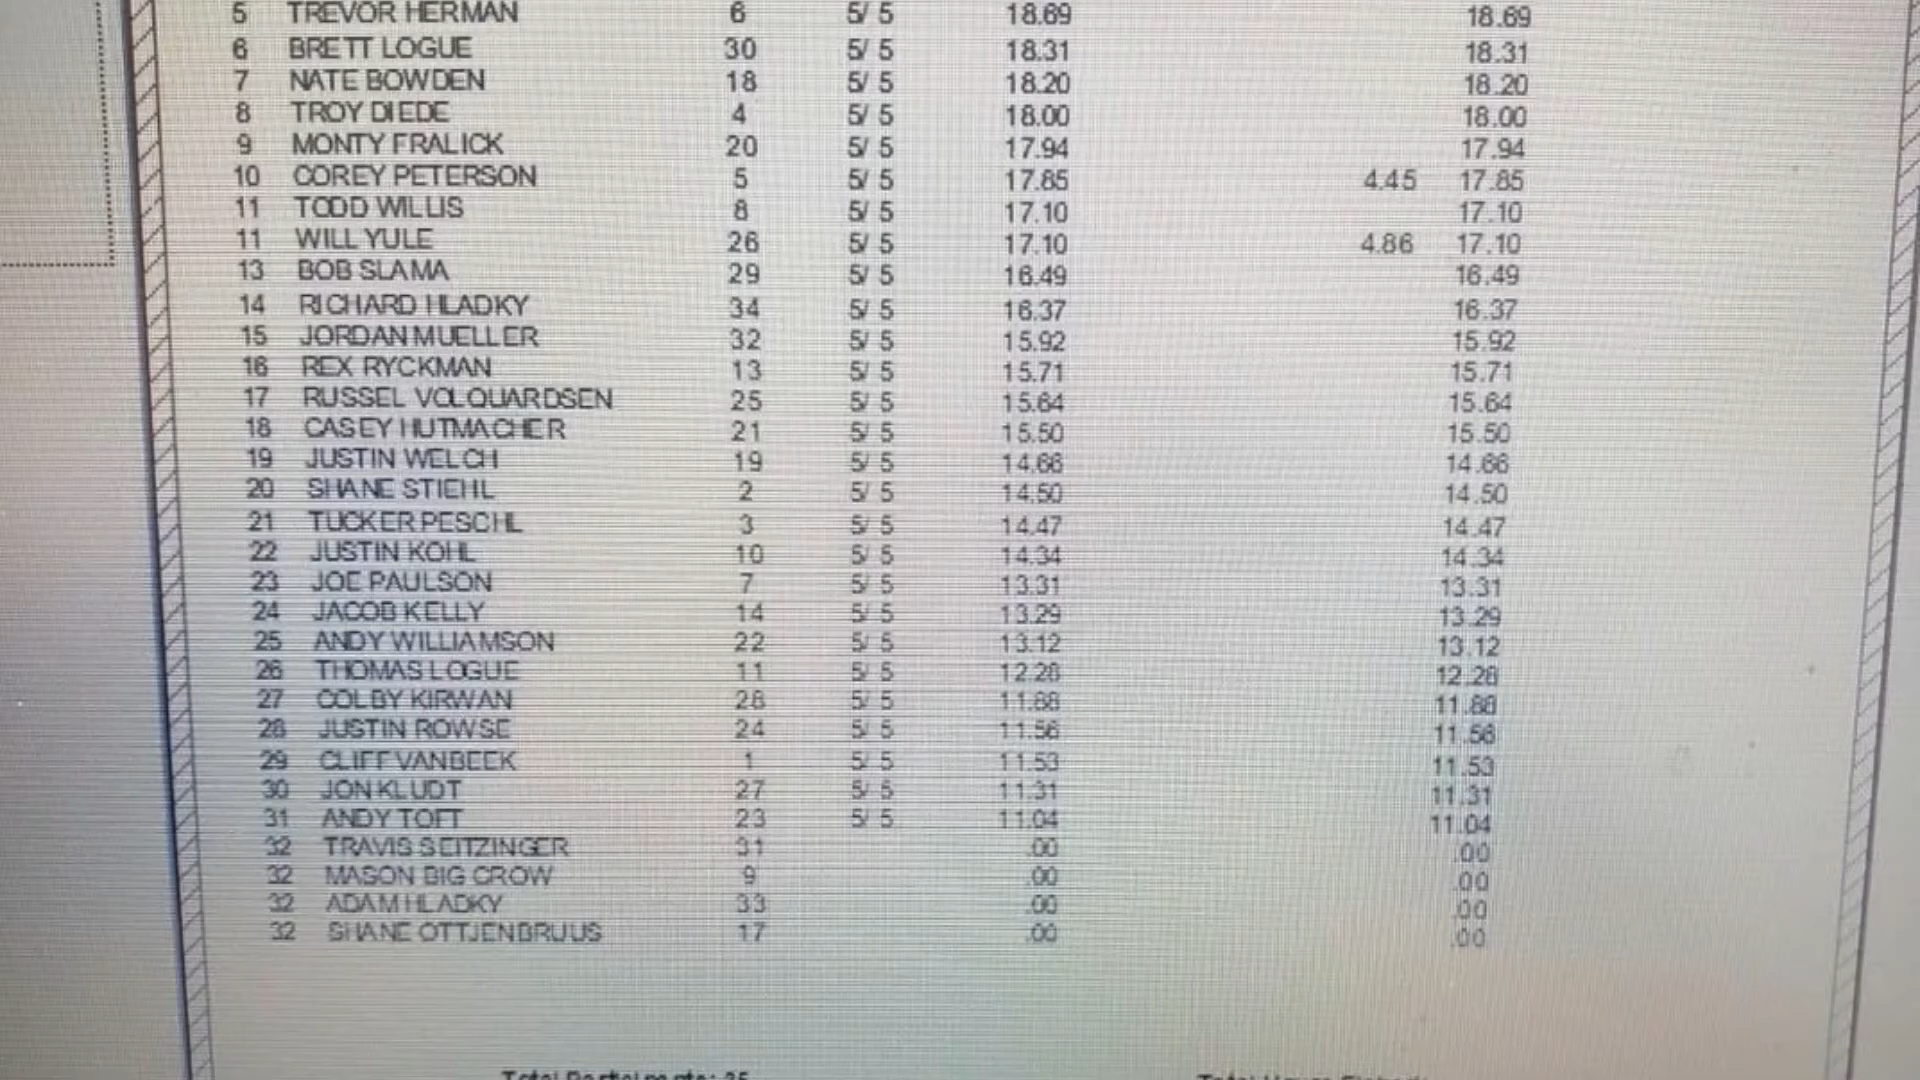 5 TREVOR HERMAN 6 5/ 5 18.69 18.69
6 BRETT LOGUE 30 5/ 5 18.31 18.31
7 NATE BOWDEN 18 5/ 5 18.20 18.20
8 TROY DIEDE 4 5/ 5 18.00 18.00
9 MONTY FRALICK 20 5/ 5 17.94 17.94
10 COREY PETERSON 5 5/ 5 17.85 4.45 17.85
11 TODD WILLIS 8 5/ 5 17.10 17.10
11 WILL YULE 26 5/ 5 17.10 4.86 17.10
13 BOB SLAMA 29 5/ 5 16.49 16.49
14 RICHARD HLADKY 34 5/ 5 16.37 16.37
15 JORDAN MUELLER 32 5/ 5 15.92 15.92
16 REX RYCKMAN 13 5/ 5 15.71 15.71
17 RUSSEL VOLQUARDSEN 25 5/ 5 15.64 15.64
18 CASEY HUTMACHER 21 5/ 5 15.50 15.50
19 JUSTIN WELCH 19 5/ 5 14.66 14.66
20 SHANE STIEHL 2 5/ 5 14.50 14.50
21 TUCKER PESCHL 3 5/ 5 14.47 14.47
22 JUSTIN KOHL 10 5/ 5 14.34 14.34
23 JOE PAULSON 7 5/ 5 13.31 13.31
24 JACOB KELLY 14 5/ 5 13.29 13.29
25 ANDY WILLIAMSON 22 5/ 5 13.12 13.12
26 THOMAS LOGUE 11 5/ 5 12.28 12.28
27 COLBY KIRWAN 28 5/ 5 11.88 11.88
28 JUSTIN ROWSE 24 5/ 5 11.56 11.56
29 CLIFF VANBEEK 1 5/ 5 11.53 11.53
30 JON KLUDT 27 5/ 5 11.31 11.31
31 ANDY TOFT 23 5/ 5 11.04 11.04
32 TRAVIS SEITZINGER 31 .00 .00
32 MASON BIG CROW 9 .00 .00
32 ADAM HLADKY 33 .00 .00
32 SHANE OTTJENBRUUS 17 .00 .00
Total Participants: 35 Total Hours